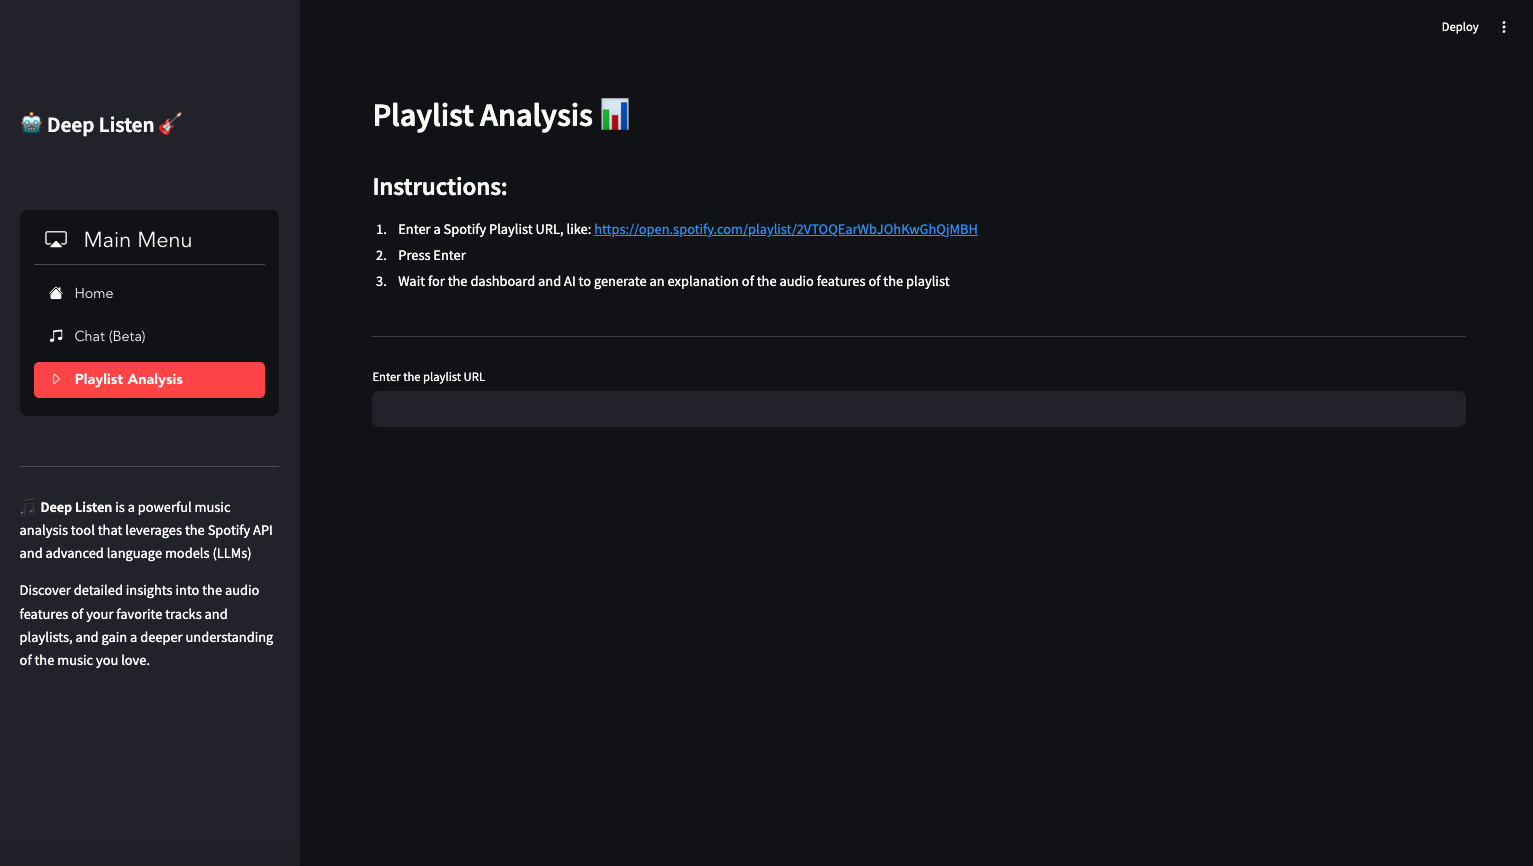 Deploy
Deep Listen
Main Menu
Home
Chat (Beta)
Playlist Analysis
Deep Listen is a powerful music
analysis tool that leverages the Spotify API
and advanced language models (LLMs)
Discover detailed insights into the audio
features of your favorite tracks and
playlists, and gain a deeper understanding
of the music you love.
Playlist Analysis
Instructions:
1. Enter a Spotify Playlist URL, like: https://open.spotify.com/playlist/2VTOQEarWbJOhKwGhQjMBH
2. Press Enter
3. Wait for the dashboard and AI to generate an explanation of the audio features of the playlist
Enter the playlist URL